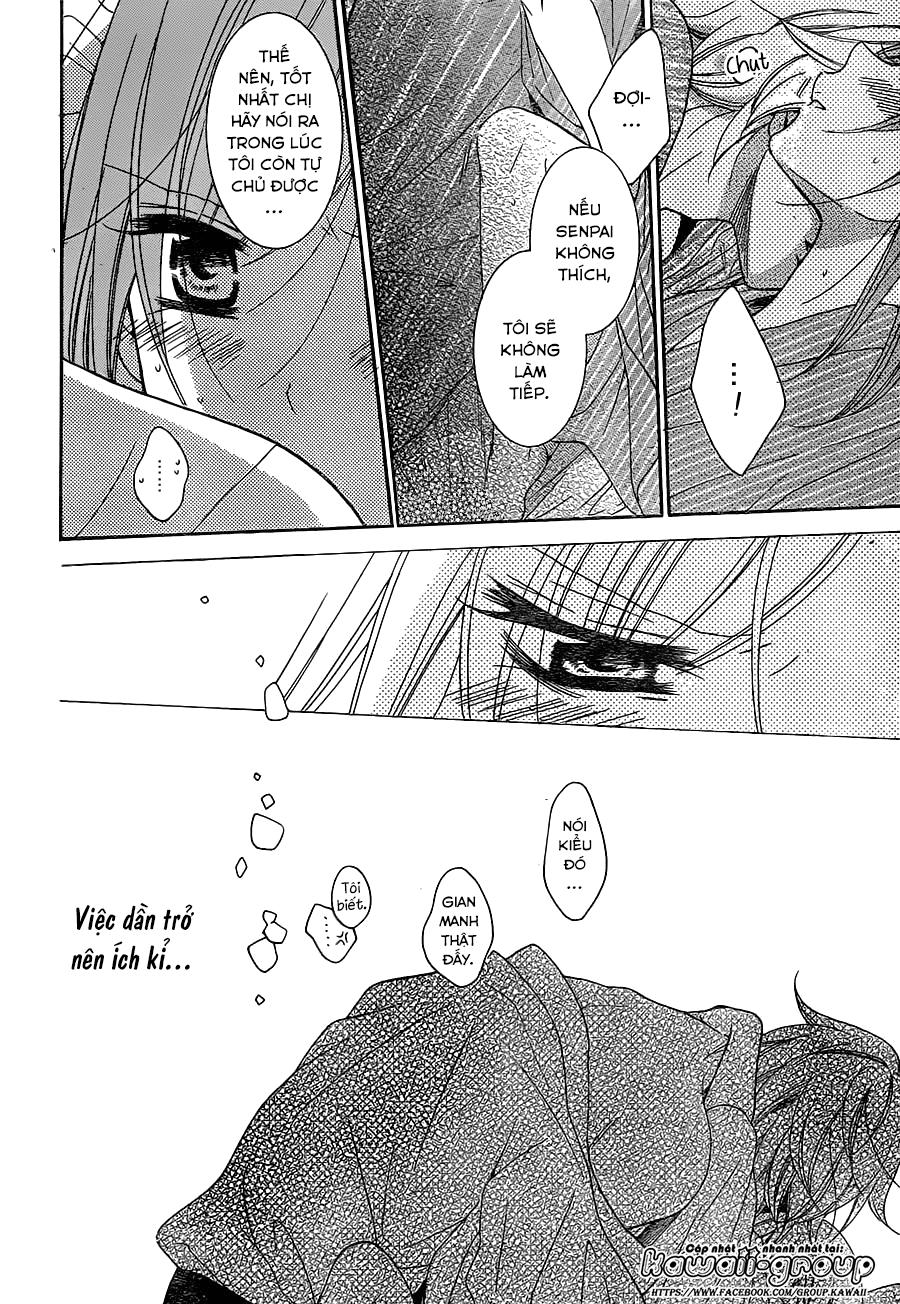 Chụt
...!
ĐỢI-
...
NẾU
SENPAI
KHÔNG
THÍCH,
TÔI SẼ
KHÔNG
LÀM
TIẾP.
THẾ
NÊN, TỐT
NHẤT CHỊ
HÃY NÓI RA
TRONG LÚC
TÔI CÒN TỰ
CHỦ ĐƯỢC
...
......
NÓI
KIỂU
ĐÓ
...
GIAN
MANH
THẬT
ĐẤY.
Tôi
biết.
.....
Việc dần trở
nên ích kỉ...
Cập nhật nhanh nhất tại:
kawaii-group
HTTPS://WWW.FACEBOOK.COM/GROUP.KAWAII